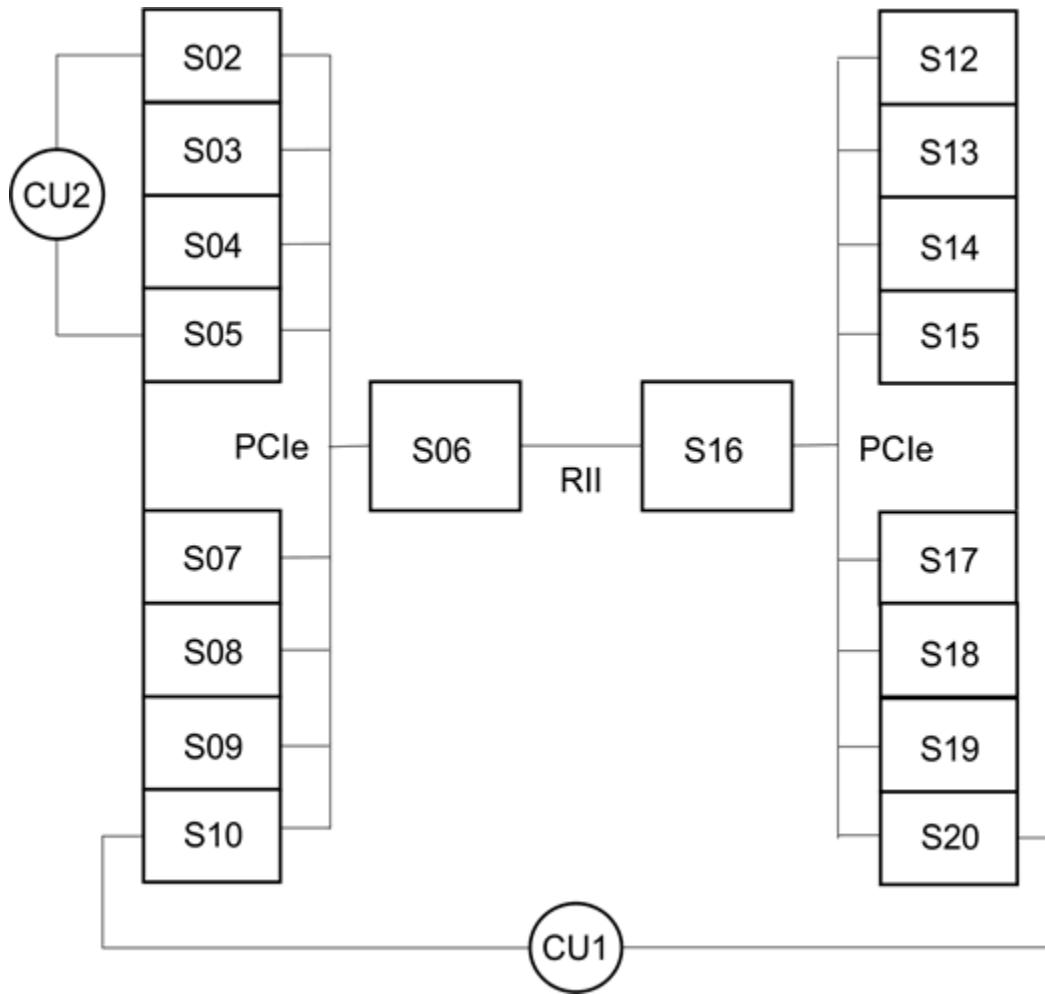 S02
S03
S04
S05
CU2
PCIe
S06
RII
S16
PCIe
S07
S08
S09
S10
S12
S13
S14
S15
S17
S18
S19
S20
CU1